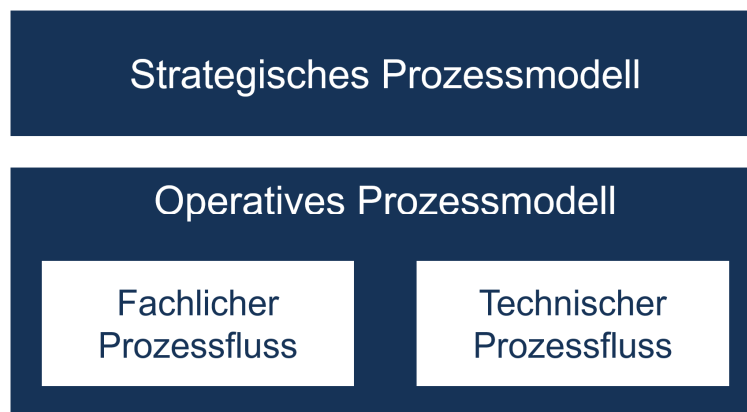 Strategisches Prozessmodell
Operatives Prozessmodell
Fachlicher
Prozessfluss
Technischer
Prozessfluss